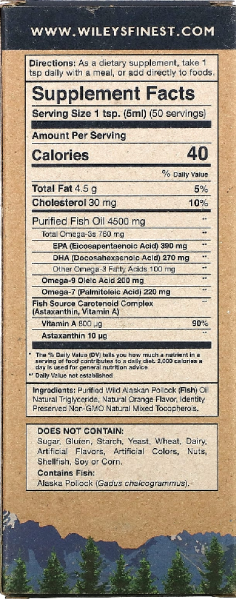 WWW.WILEYSFINEST.COM
Directions: As a dietary supplement, take 1
tsp daily with a meal, or add directly to foods.
Supplement Facts
Serving Size 1 tsp. (5ml) (50 servings)
Amount Per Serving
Calories 40
% Daily Value
Total Fat 4.5 g 5%
Cholesterol 30 mg 10%
Purified Fish Oil 4500 mg **
Total Omega-3s 760 mg **
EPA (Eicosapentaenoic Acid) 390 mg **
DHA (Docosahexaenoic Acid) 270 mg **
Other Omega-3 Fatty Acids 100 mg **
Omega-9 Oleic Acid 200 mg **
Omega-7 (Palmitoleic Acid) 220 mg **
Fish Source Carotenoid Complex
(Astaxanthin, Vitamin A)
Vitamin A 800 µg 90%
Astaxanthin 10 µg **
* The % Daily Value (DV) tells you how much a nutrient in a
serving of food contributes to a daily diet. 2,000 calories a
day is used for general nutrition advice
** Daily Value not established
Ingredients: Purified Wild Alaskan Pollock (Fish) Oil
Natural Triglyceride, Natural Orange Flavor, Identity
Preserved Non-GMO Natural Mixed Tocopherols.
DOES NOT CONTAIN:
Sugar, Gluten, Starch, Yeast, Wheat, Dairy,
Artificial Flavors, Artificial Colors, Nuts,
Shellfish, Soy or Corn.
Contains Fish:
Alaska Pollock (Gadus chalcogrammus).